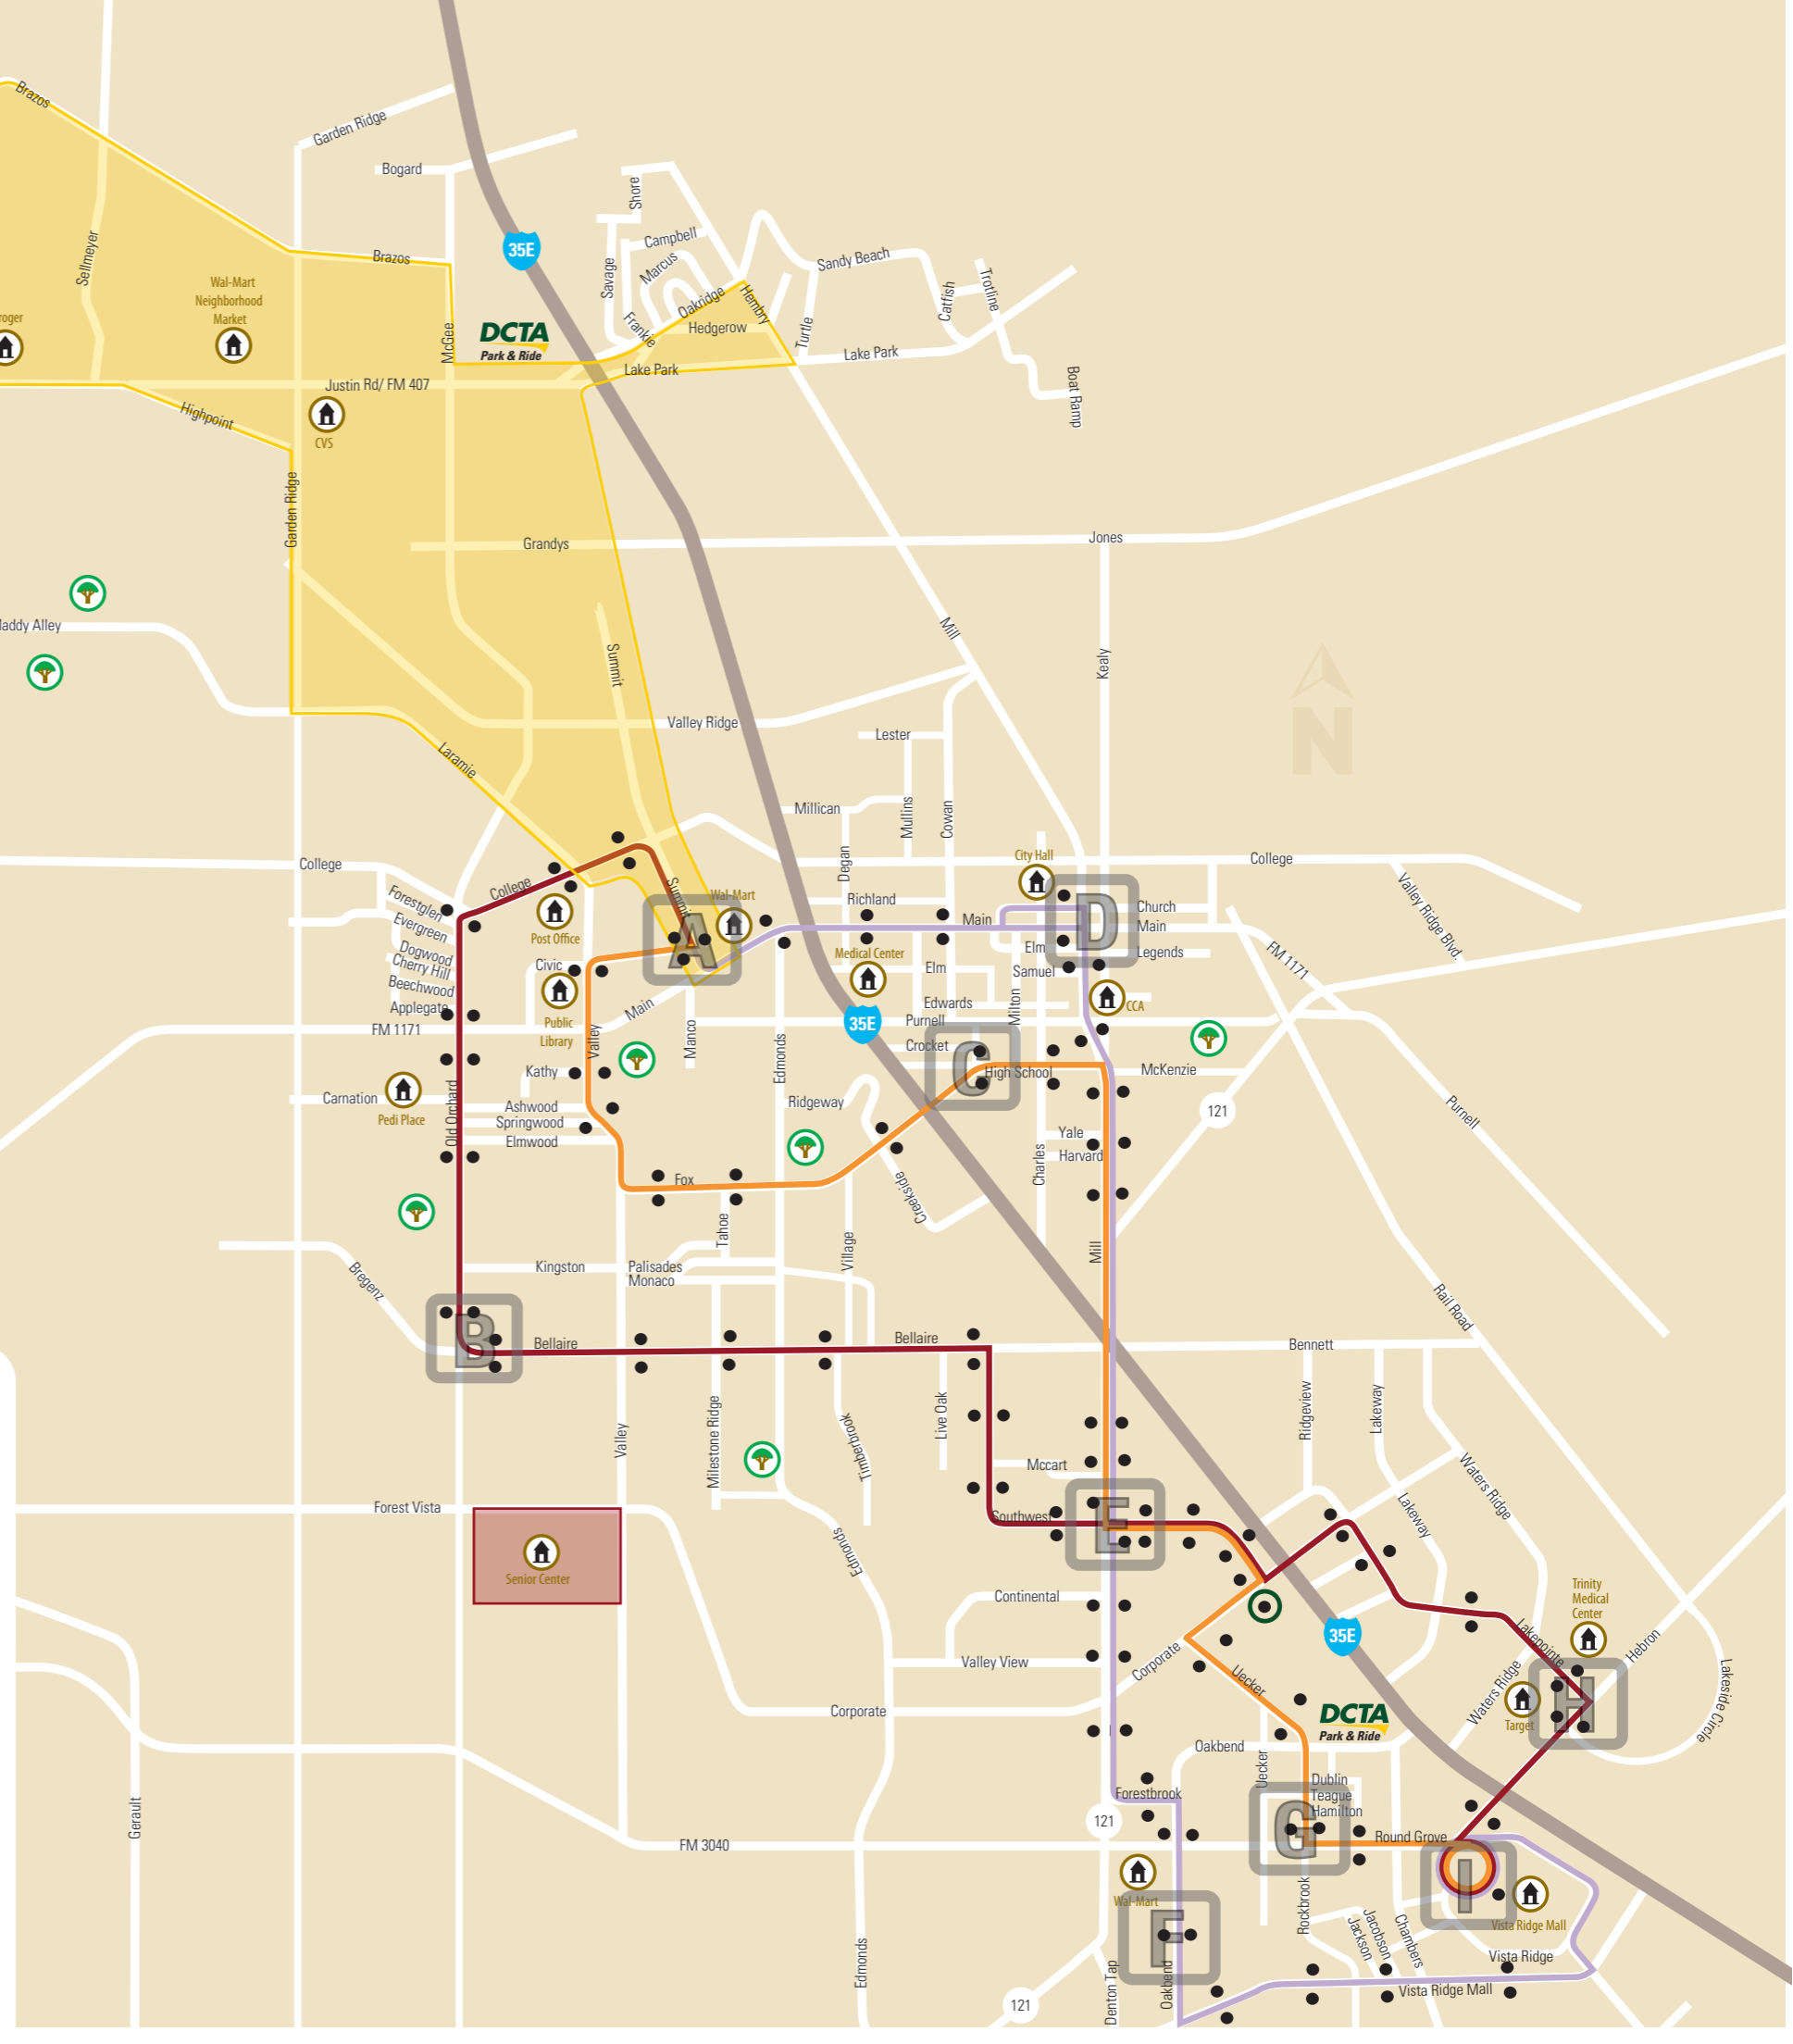 Brazos
Garden Ridge
Bogard
Shore
Campbell
Savage
Marcus
Oakridge
Hembry
Frankie
Hedgerow
Turtle
Sandy Beach
Catfish
Trotline
Lake Park
Lake Park
Boat Ramp
35E
Sellmeyer
Brazos
Wal-Mart
Neighborhood
Market
roger
McGee
DCTA
Park & Ride
Justin Rd/ FM 407
Highpoint
CVS
Garden Ridge
Grandys
Jones
addy Alley
Summit
Mill
Kealy
N
Valley Ridge
Lester
Laramie
Millican
Mullins
Cowan
Degan
City Hall
College
College
College
Forestglen
Evergreen
Dogwood
Cherry Hill
Beechwood
Applegate
Post Office
Summit
Wal-Mart
A
Richland
Main
D
Church
Main
Legends
Elm
Samuel
Valley Ridge Blvd.
FM 1171
Medical Center
Elm
Civic
Public
Library
Main
Manco
Valley
Edwards
Milton
CCA
35E
Purnell
Crocket
FM 1171
Edmonds
C
High School
McKenzie
Kathy
Carnation
Pedi Place
Old Orchard
Ashwood
Springwood
Elmwood
Ridgeway
121
Purnell
Yale
Harvard
Charles
Fox
Creekside
Tahoe
Village
Mill
Kingston
Palisades
Monaco
Bregenz
Rail Road
B
Bellaire
Bellaire
Bennett
Ridgeview
Lakeway
Live Oak
Milestone Ridge
Valley
Timberbrook
Mccart
Waters Ridge
Lakeway
Forest Vista
Southwest
E
Edmonds
Senior Center
Continental
Trinity
Medical
Center
35E
Lakepointe
Hebron
Valley View
Corporate
Uecker
Waters Ridge
Target
H
Lakeside Circle
Corporate
DCTA
Park & Ride
Oakbend
Uecker
Dublin
Teague
Hamilton
Forestbrook
121
G
Round Grove
Gerault
FM 3040
I
Wal-Mart
Vista Ridge Mall
F
Rockbrook
Jackson
Jacobson
Chambers
Vista Ridge
Vista Ridge Mall
Edmonds
Denton Tap
Oakbend
121